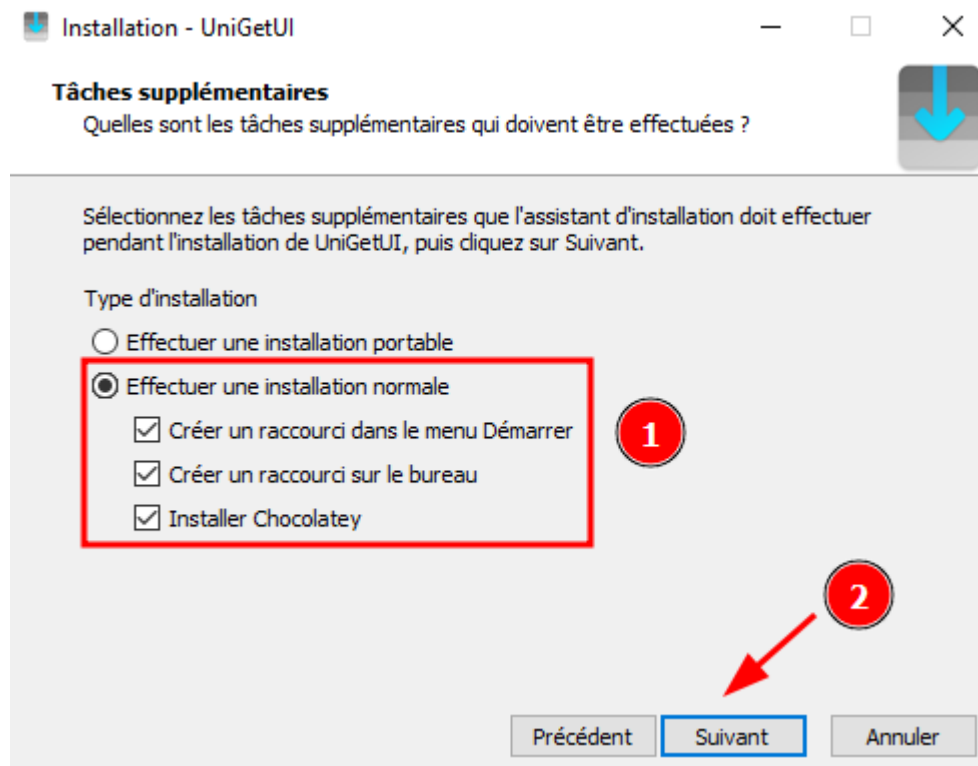 Installation - UniGetUI
Tâches supplémentaires
Quelles sont les tâches supplémentaires qui doivent être effectuées ?
Sélectionnez les tâches supplémentaires que l'assistant d'installation doit effectuer
pendant l'installation de UniGetUI, puis cliquez sur Suivant.
Type d'installation
Effectuer une installation portable
Effectuer une installation normale
Créer un raccourci dans le menu Démarrer
1
Créer un raccourci sur le bureau
Installer Chocolatey
2
Précédent Suivant Annuler